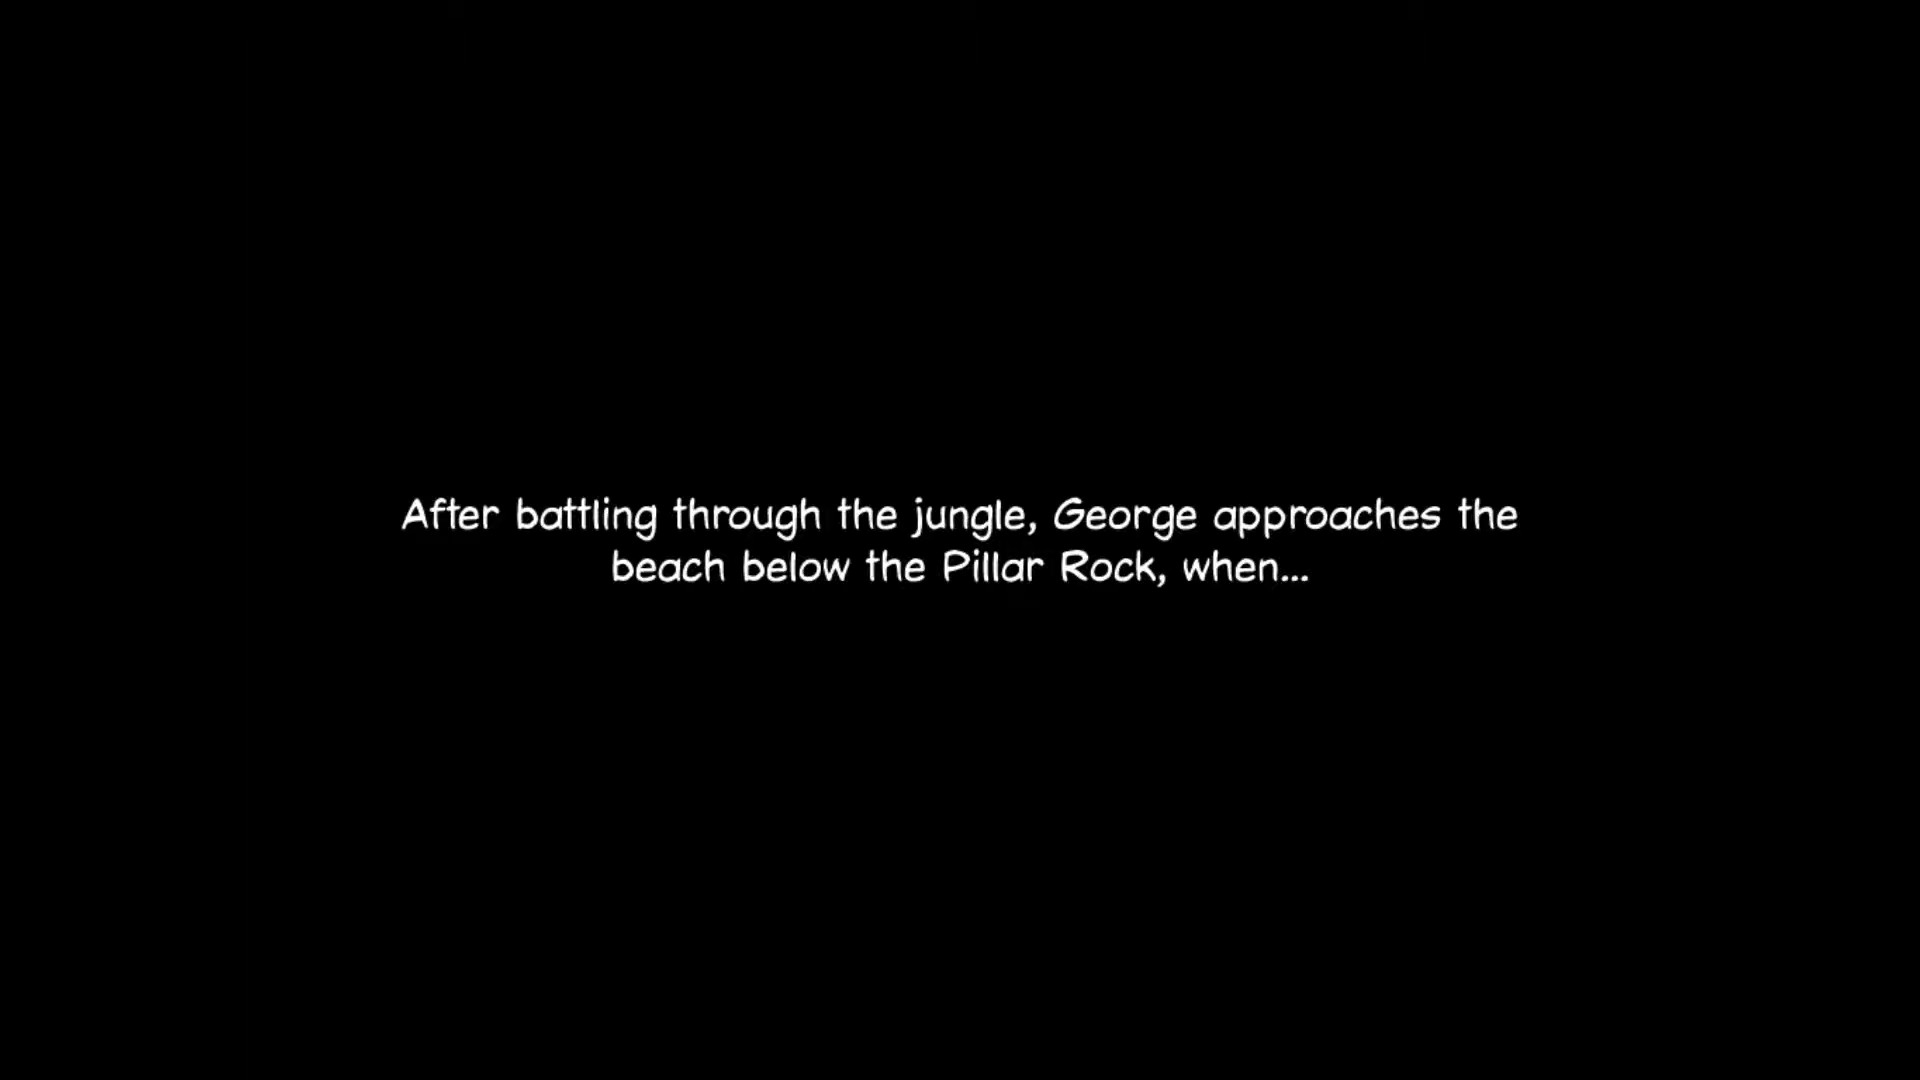 After battling through the jungle, George approaches the
beach below the Pillar Rock, when...